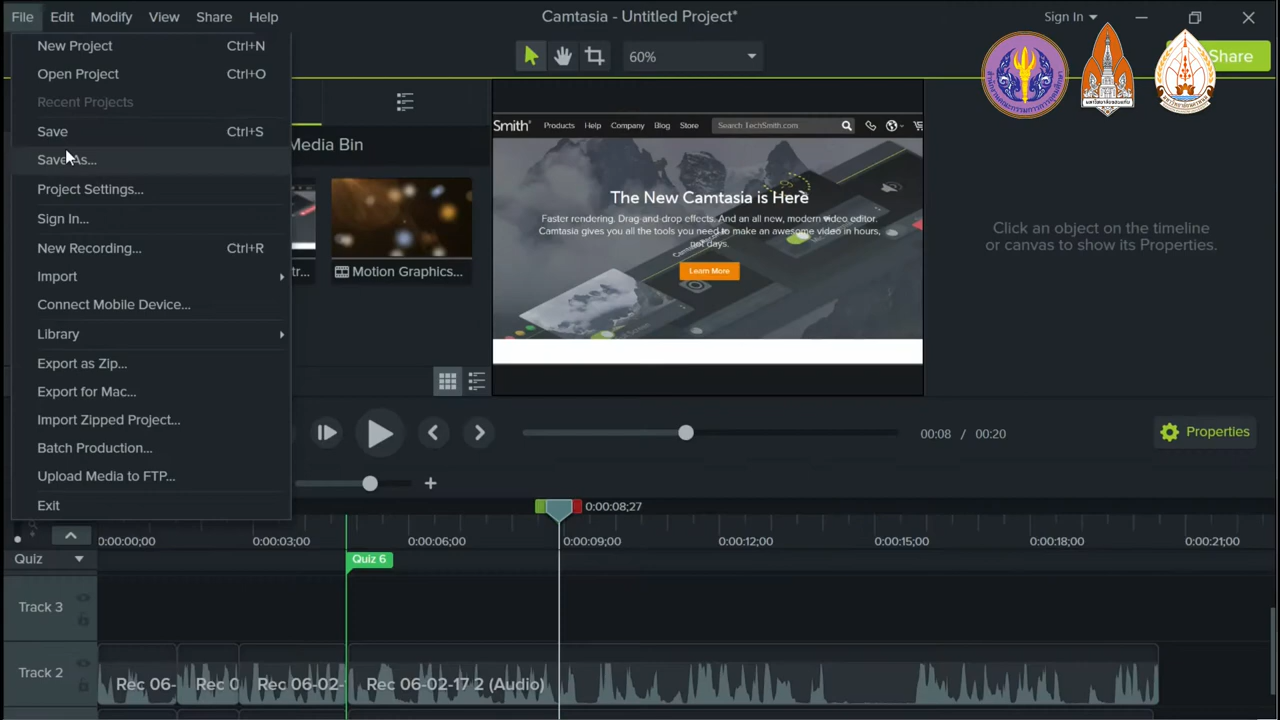 File Edit Modify View Share Help
Camtasia - Untitled Project*
Sign In
New Project Ctrl+N
Open Project Ctrl+O
Recent Projects
Save Ctrl+S
Save As...
Project Settings...
Sign In...
New Recording... Ctrl+R
Import
Connect Mobile Device...
Library
Export as Zip...
Export for Mac...
Import Zipped Project...
Batch Production...
Upload Media to FTP...
Exit
60%
Share
Media Bin
Motion Graphics...
Smith Products Help Company Blog Store Search TechSmith.com
The New Camtasia is Here
Faster rendering. Drag-and-drop effects. And an all new, modern video editor.
Camtasia gives you all the tools you need to make an awesome video in hours,
not days.
Learn More
Click an object on the timeline
or canvas to show its Properties.
00:08 / 00:20
Properties
0:00:08;27
0:00:00;00 0:00:03;00 0:00:06;00 0:00:09;00 0:00:12;00 0:00:15;00 0:00:18;00 0:00:21;00
Quiz
Quiz 6
Track 3
Track 2
Rec 06- Rec 0 Rec 06-02- Rec 06-02-17 2 (Audio)